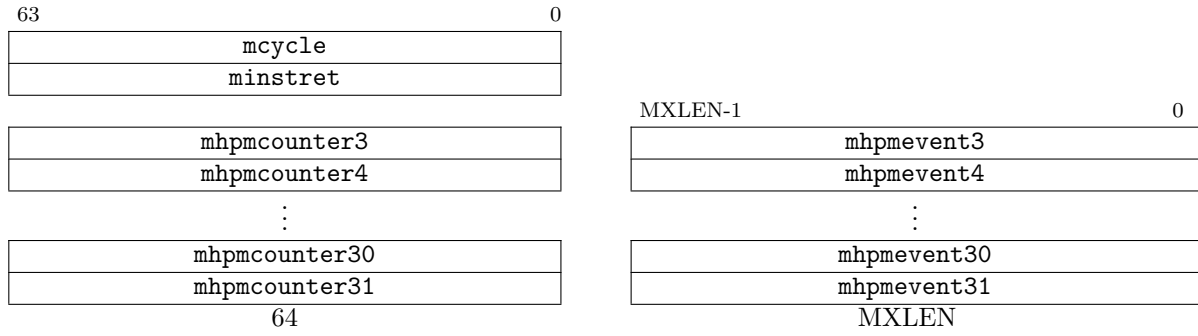 63 0
mcycle
minstret
MXLEN-1 0
mhpmcounter3 mhpmevent3
mhpmcounter4 mhpmevent4
⋮ ⋮
mhpmcounter30 mhpmevent30
mhpmcounter31 mhpmevent31
64 MXLEN